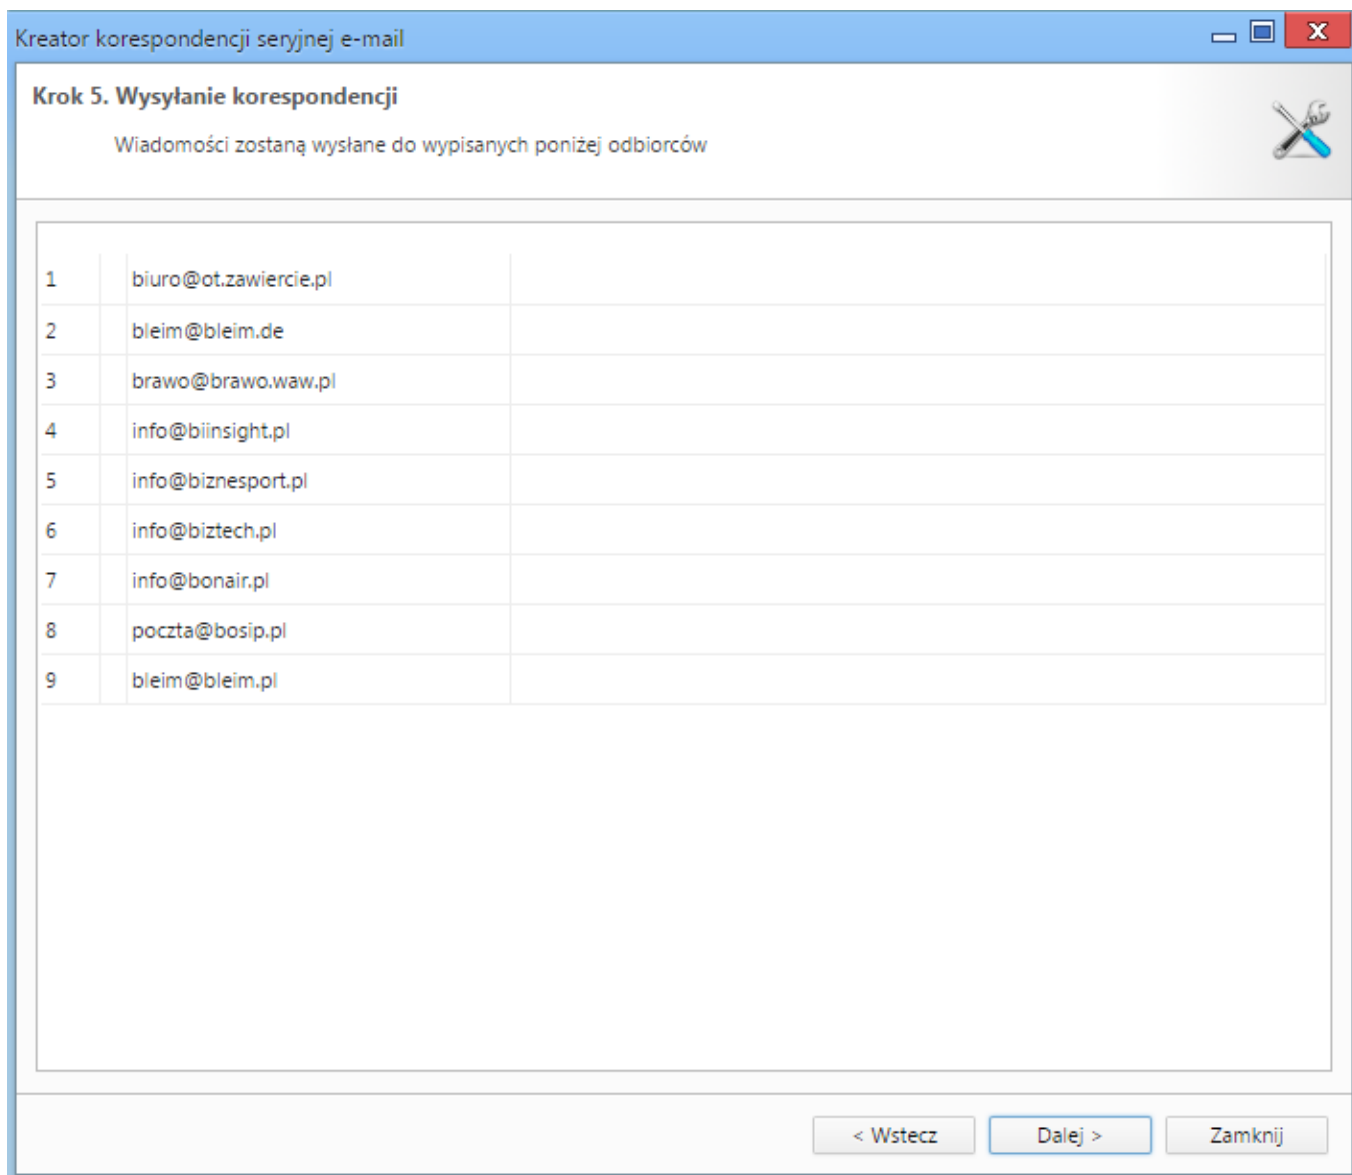 Kreator korespondencji seryjnej e-mail
Krok 5. Wysyłanie korespondencji
Wiadomości zostaną wysłane do wypisanych poniżej odbiorców
1 biuro@ot.zawiercie.pl
2 bleim@bleim.de
3 brawo@brawo.waw.pl
4 info@biinsight.pl
5 info@biznesport.pl
6 info@biztech.pl
7 info@bonair.pl
8 poczta@bosip.pl
9 bleim@bleim.pl
< Wstecz Dalej > Zamknij